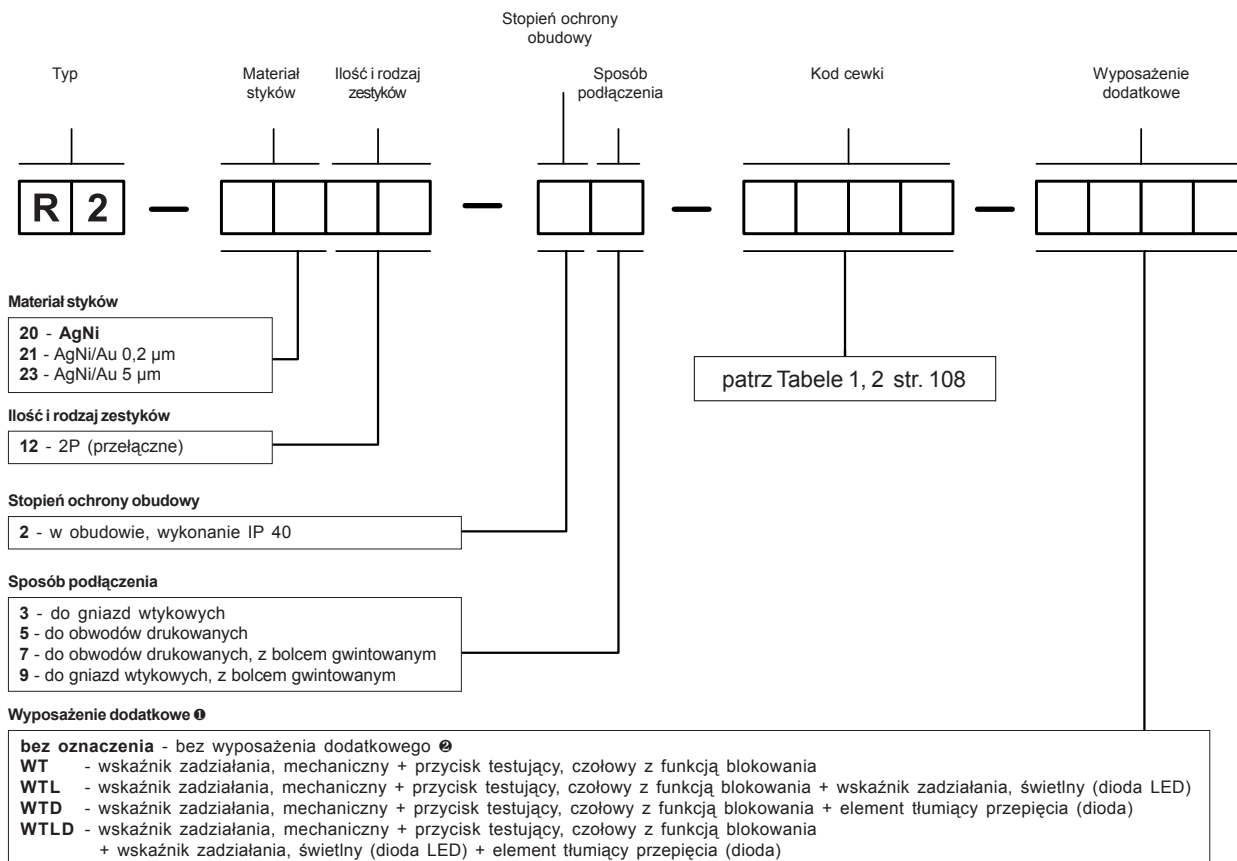 Stopień ochrony
obudowy
Typ
Materiał
styków
Ilość i rodzaj
zestyków
Sposób
podłączenia
Kod cewki
Wyposażenie
dodatkowe
R 2 — — — —
Materiał styków
20 - AgNi
21 - AgNi/Au 0,2 µm
23 - AgNi/Au 5 µm
patrz Tabele 1, 2 str. 108
Ilość i rodzaj zestyków
12 - 2P (przełączne)
Stopień ochrony obudowy
2 - w obudowie, wykonanie IP 40
Sposób podłączenia
3 - do gniazd wtykowych
5 - do obwodów drukowanych
7 - do obwodów drukowanych, z bolcem gwintowanym
9 - do gniazd wtykowych, z bolcem gwintowanym
Wyposażenie dodatkowe ❶
bez oznaczenia - bez wyposażenia dodatkowego ❷
WT - wskaźnik zadziałania, mechaniczny + przycisk testujący, czołowy z funkcją blokowania
WTL - wskaźnik zadziałania, mechaniczny + przycisk testujący, czołowy z funkcją blokowania + wskaźnik zadziałania, świetlny (dioda LED)
WTD - wskaźnik zadziałania, mechaniczny + przycisk testujący, czołowy z funkcją blokowania + element tłumiący przepięcia (dioda)
WTLD - wskaźnik zadziałania, mechaniczny + przycisk testujący, czołowy z funkcją blokowania
+ wskaźnik zadziałania, świetlny (dioda LED) + element tłumiący przepięcia (dioda)